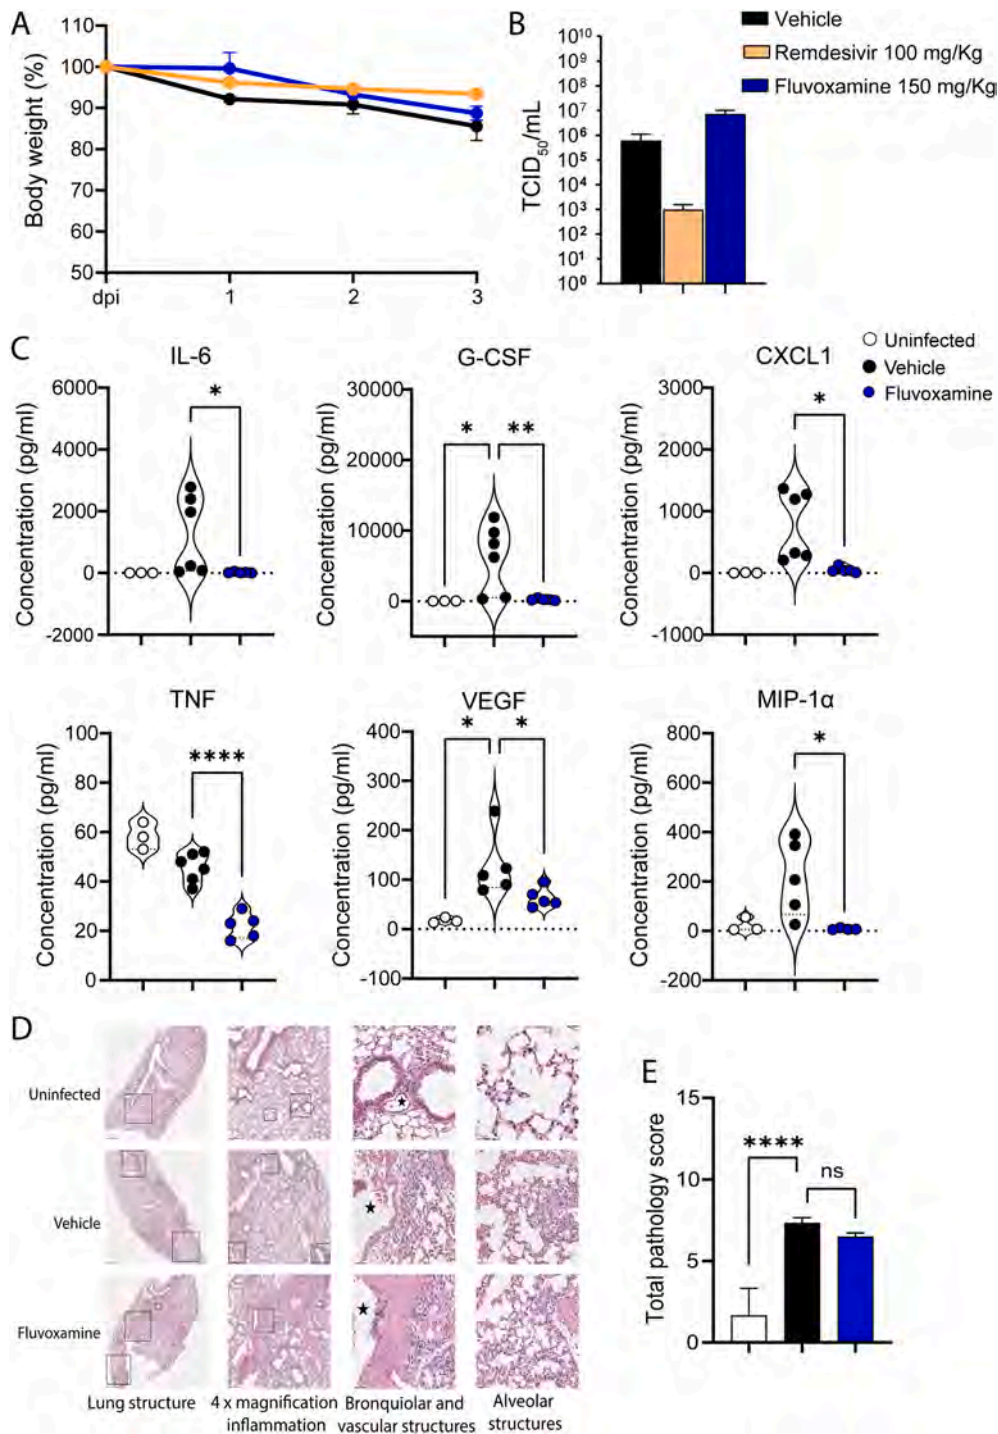 A
Body weight (%)
110
100
90
80
70
60
50
dpi 1 2 3
B
Vehicle
Remdesivir 100 mg/Kg
Fluvoxamine 150 mg/Kg
TCID50/mL
10¹⁰
10⁹
10⁸
10⁷
10⁶
10⁵
10⁴
10³
10²
10¹
10⁰
C
Uninfected
Vehicle
Fluvoxamine
IL-6
Concentration (pg/ml)
6000
4000
2000
0
-2000
*
G-CSF
Concentration (pg/ml)
30000
20000
10000
0
* **
CXCL1
Concentration (pg/ml)
3000
2000
1000
0
-1000
*
TNF
Concentration (pg/ml)
100
80
60
40
20
0
****
VEGF
Concentration (pg/ml)
400
300
200
100
0
-100
* *
MIP-1α
Concentration (pg/ml)
800
600
400
200
0
-200
*
D
Uninfected
Vehicle
Fluvoxamine
Lung structure
4 x magnification
inflammation
Bronquiolar and
vascular structures
Alveolar
structures
E
Total pathology score
15
10
5
0
****
ns